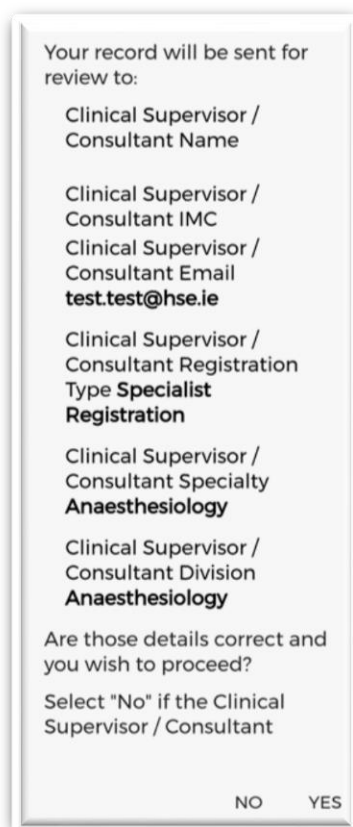 Your record will be sent for
review to:
Clinical Supervisor /
Consultant Name
Clinical Supervisor /
Consultant IMC
Clinical Supervisor /
Consultant Email
test.test@hse.ie
Clinical Supervisor /
Consultant Registration
Type Specialist
Registration
Clinical Supervisor /
Consultant Specialty
Anaesthesiology
Clinical Supervisor /
Consultant Division
Anaesthesiology
Are those details correct and
you wish to proceed?
Select "No" if the Clinical
Supervisor / Consultant
NO YES